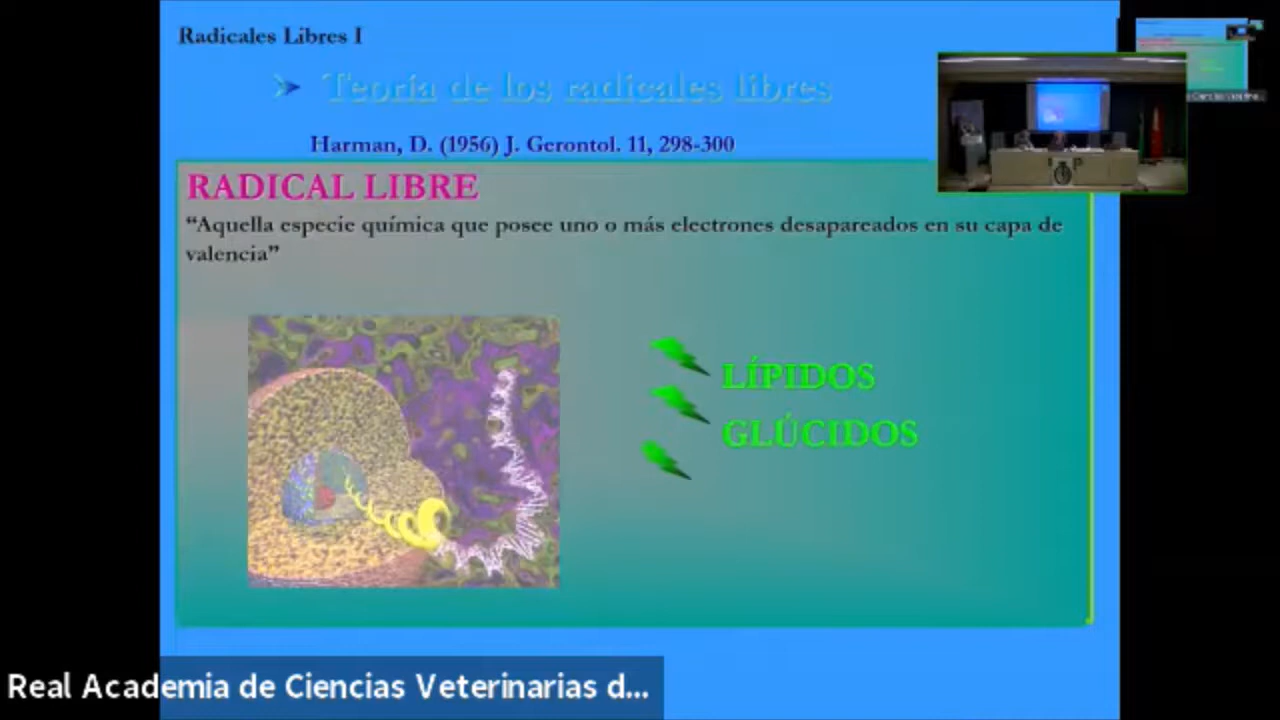 Radicales Libres I
Teoría de los radicales libres
Harman, D. (1956) J. Gerontol. 11, 298-300
RADICAL LIBRE
“Aquella especie química que posee uno o más electrones desapareados en su capa de
valencia”
LÍPIDOS
GLÚCIDOS
Real Academia de Ciencias Veterinarias d...